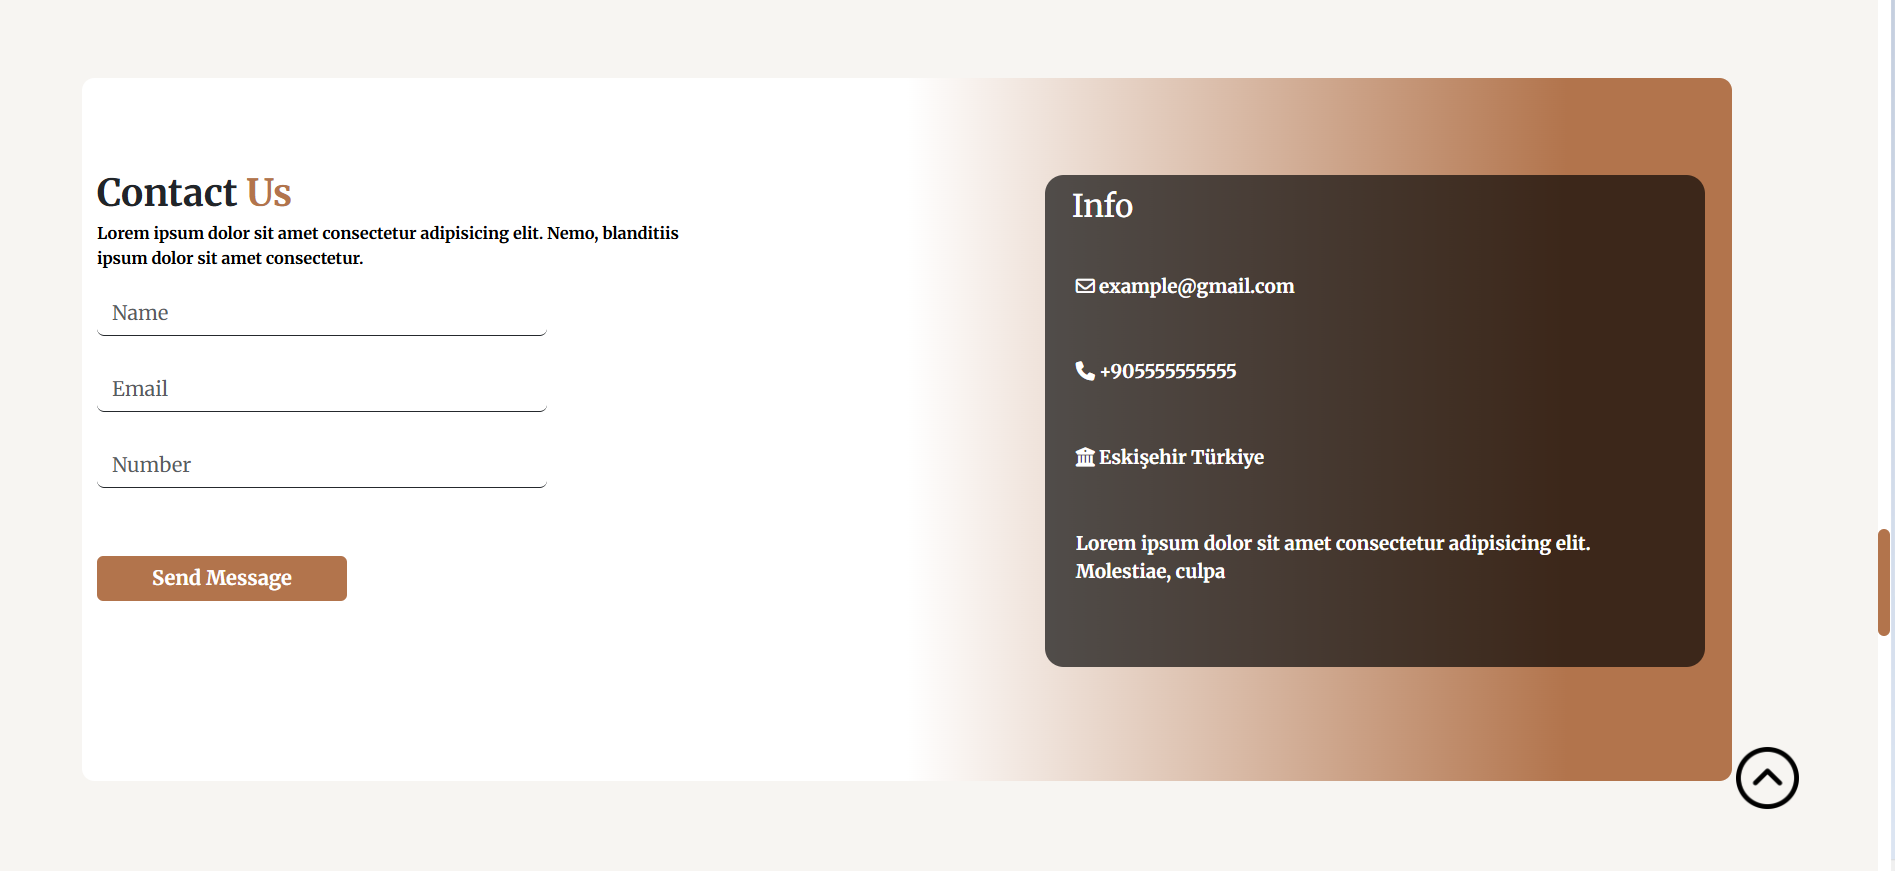 Contact Us
Lorem ipsum dolor sit amet consectetur adipisicing elit. Nemo, blanditiis
ipsum dolor sit amet consectetur.
Name
Email
Number
Send Message
Info
example@gmail.com
+905555555555
Eskişehir Türkiye
Lorem ipsum dolor sit amet consectetur adipisicing elit.
Molestiae, culpa